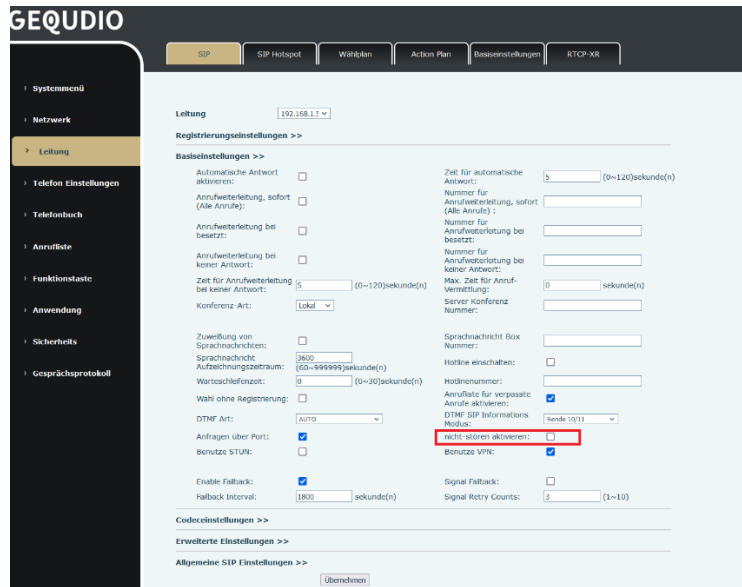 GEQUDIO
SIP
SIP Hotspot
Wählplan
Action Plan
Basiseinstellungen
RTCP-XR
Systemmenü
Netzwerk
Leitung
Telefon Einstellungen
Telefonbuch
Anrufliste
Funktionstaste
Anwendung
Sicherheits
Gesprächsprotokoll
Leitung 192.168.1.5
Registrierungseinstellungen >>
Basiseinstellungen >>
Automatische Antwort
aktivieren:
Zeit für automatische
Antwort: 5 (0~120)sekunde(n)
Anrufweiterleitung, sofort
(Alle Anrufe):
Nummer für
Anrufweiterleitung, sofort
(Alle Anrufe) :
Anrufweiterleitung bei
besetzt:
Nummer für
Anrufweiterleitung bei
besetzt:
Anrufweiterleitung bei
keiner Antwort:
Nummer für
Anrufweiterleitung bei
keiner Antwort:
Zeit für Anrufweiterleitung
bei keiner Antwort: 5 (0~120)sekunde(n)
Max. Zeit für Anruf-
Vermittlung: 0 sekunde(n)
Konferenz-Art: Lokal
Server Konferenz
Nummer:
Zuweißung von
Sprachnachrichten:
Sprachnachricht Box
Nummer:
Sprachnachricht
Aufzeichnungszeitraum: 3600 (60~999999)sekunde(n)
Hotline einschalten:
Warteschleifenzeit: 0 (0~30)sekunde(n)
Hotlinenummer:
Wahl ohne Registrierung:
Anrufliste für verpasste
Anrufe aktivieren:
DTMF Art: AUTO
DTMF SIP Informations
Modus: Sende 10/11
Anfragen über Port:
nicht-stören aktivieren:
Benutze STUN:
Benutze VPN:
Enable Failback:
Signal Failback:
Failback Interval: 1800 sekunde(n)
Signal Retry Counts: 3 (1~10)
Codeceinstellungen >>
Erweiterte Einstellungen >>
Allgemeine SIP Einstellungen >>
Übernehmen